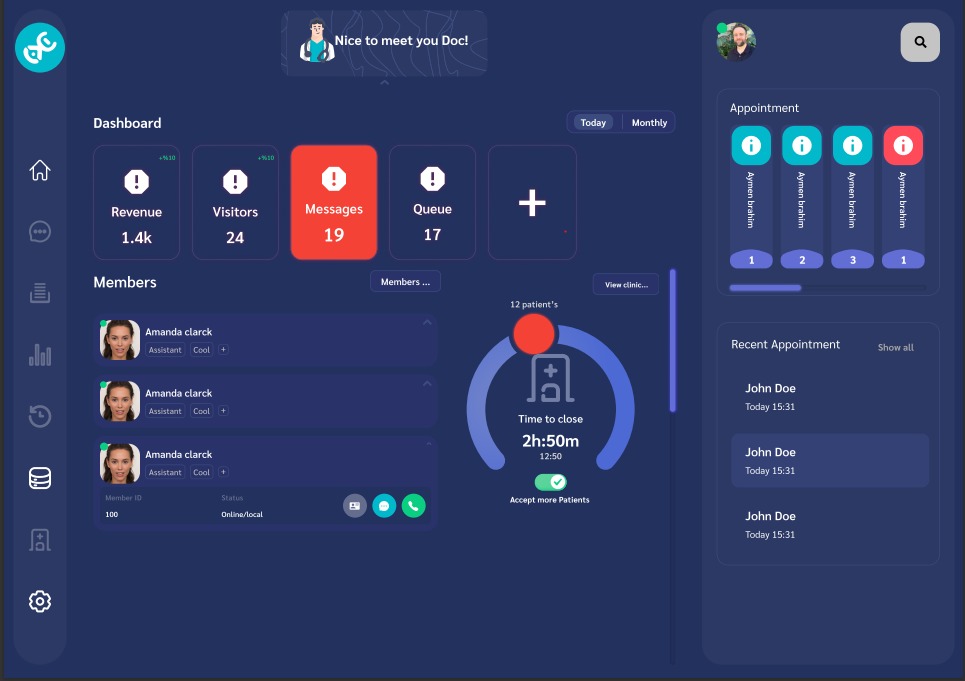 Nice to meet you Doc!
Dashboard
Today
Monthly
+%10
Revenue
1.4k
+%10
Visitors
24
Messages
19
Queue
17
Members
Members ...
View clinic...
Amanda clarck
Assistant Cool +
Amanda clarck
Assistant Cool +
Amanda clarck
Assistant Cool +
Member ID
Status
100
Online/local
12 patient's
Time to close
2h:50m
12:50
Accept more Patients
Appointment
Aymen brahim
1
Aymen brahim
2
Aymen brahim
3
Aymen brahim
1
Recent Appointment
Show all
John Doe
Today 15:31
John Doe
Today 15:31
John Doe
Today 15:31